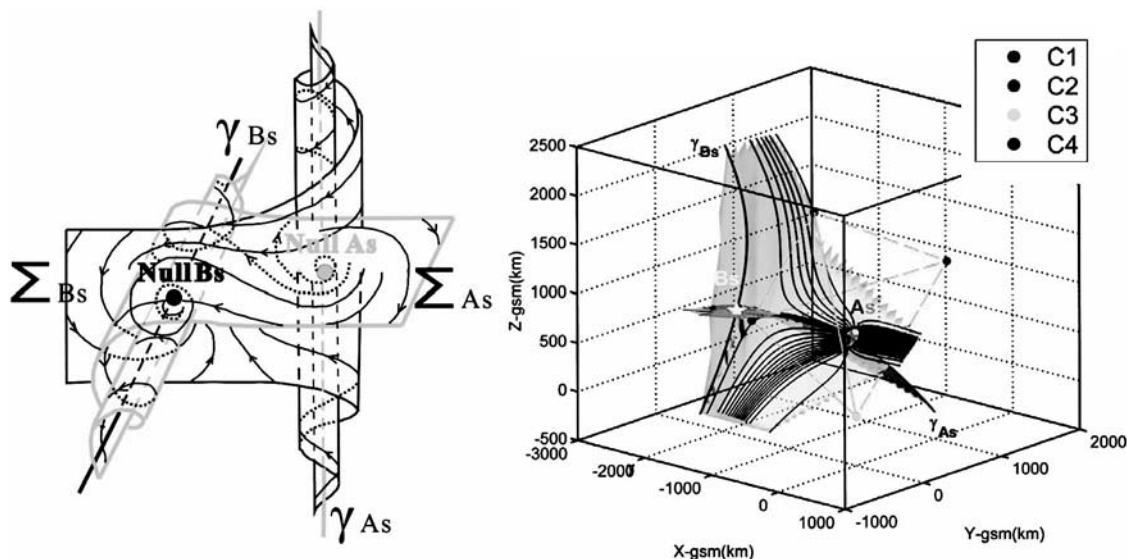 γ Bs
Null As
Null Bs
Σ Bs
Σ As
γ As
C1
C2
C3
C4
γBs
Bs
As
γAs
Z-gsm(km)
2500
2000
1500
1000
500
0
-500
-3000
-2000
-1000
0
1000
X-gsm(km)
-1000
0
1000
2000
Y-gsm(km)